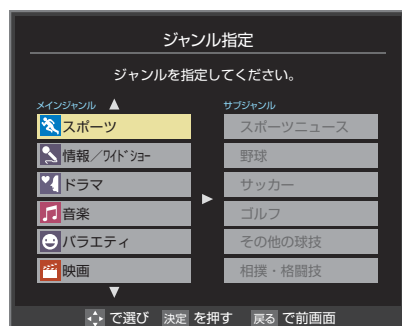 ジャンル指定
ジャンルを指定してください。
メインジャンル
スポーツ
情報／ワイドショー
ドラマ
音楽
バラエティ
映画
サブジャンル
スポーツニュース
野球
サッカー
ゴルフ
その他の球技
相撲・格闘技
で選び 決定 を押す 戻る で前画面